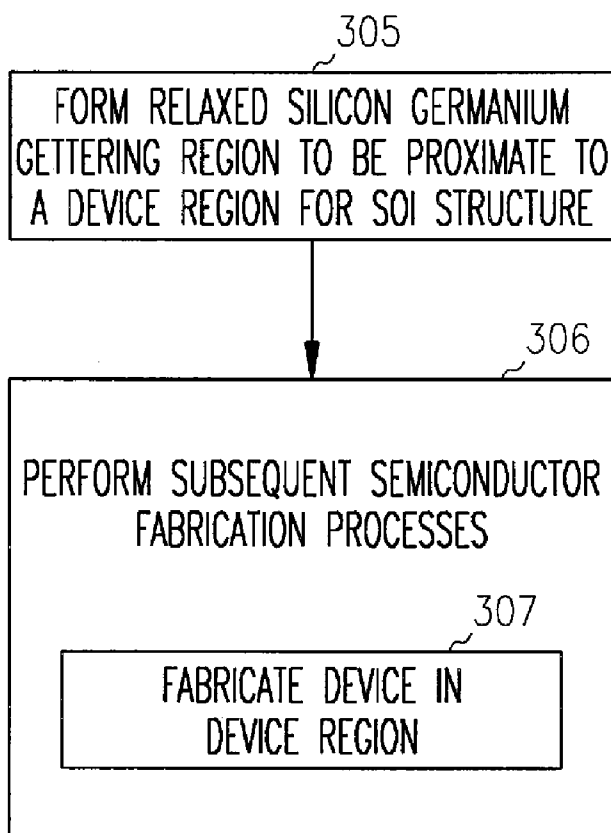 305
FORM RELAXED SILICON GERMANIUM
GETTERING REGION TO BE PROXIMATE TO
A DEVICE REGION FOR SOI STRUCTURE
306
PERFORM SUBSEQUENT SEMICONDUCTOR
FABRICATION PROCESSES
307
FABRICATE DEVICE IN
DEVICE REGION